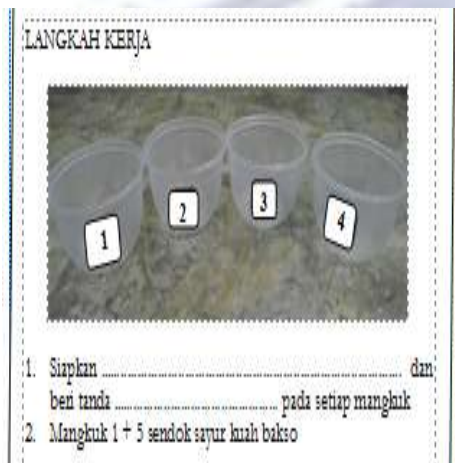 LANGKAH KERJA
1
2
3
4
1. Siapkan ........................................................................ dan
beri tanda ........................................ pada setiap mangkuk
2. Mangkuk 1 + 5 sendok sayur kuah bakso